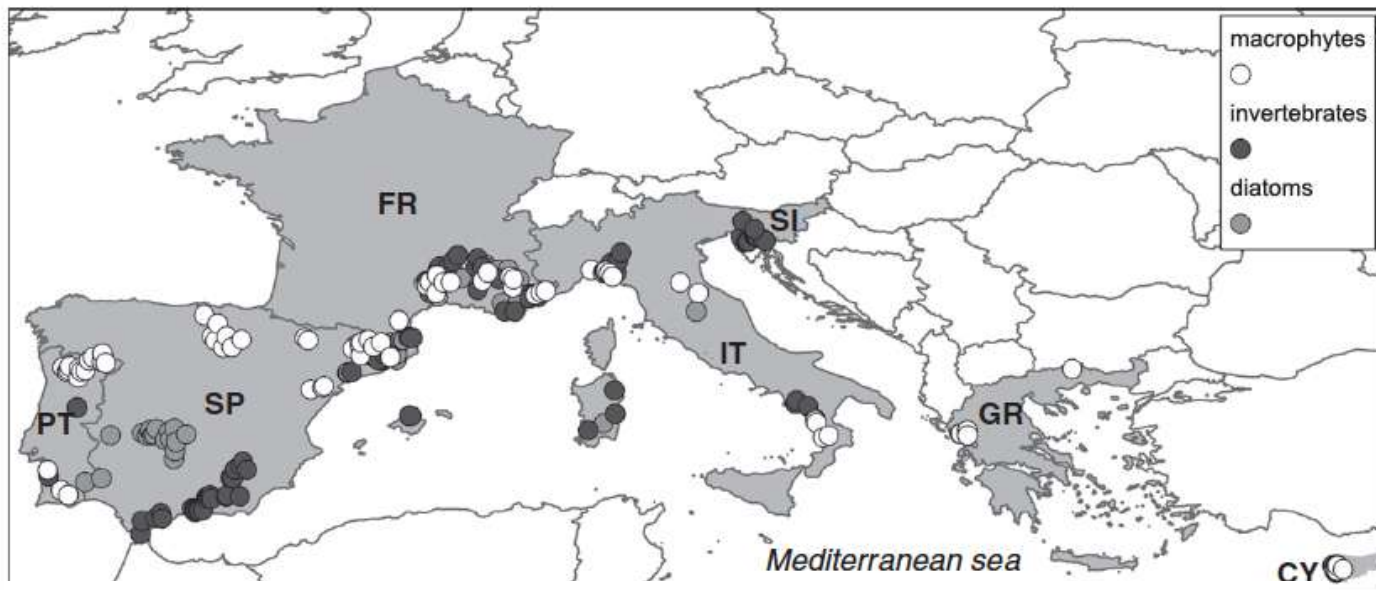 macrophytes
invertebrates
diatoms
FR
SI
IT
SP
PT
GR
Mediterranean sea
CY